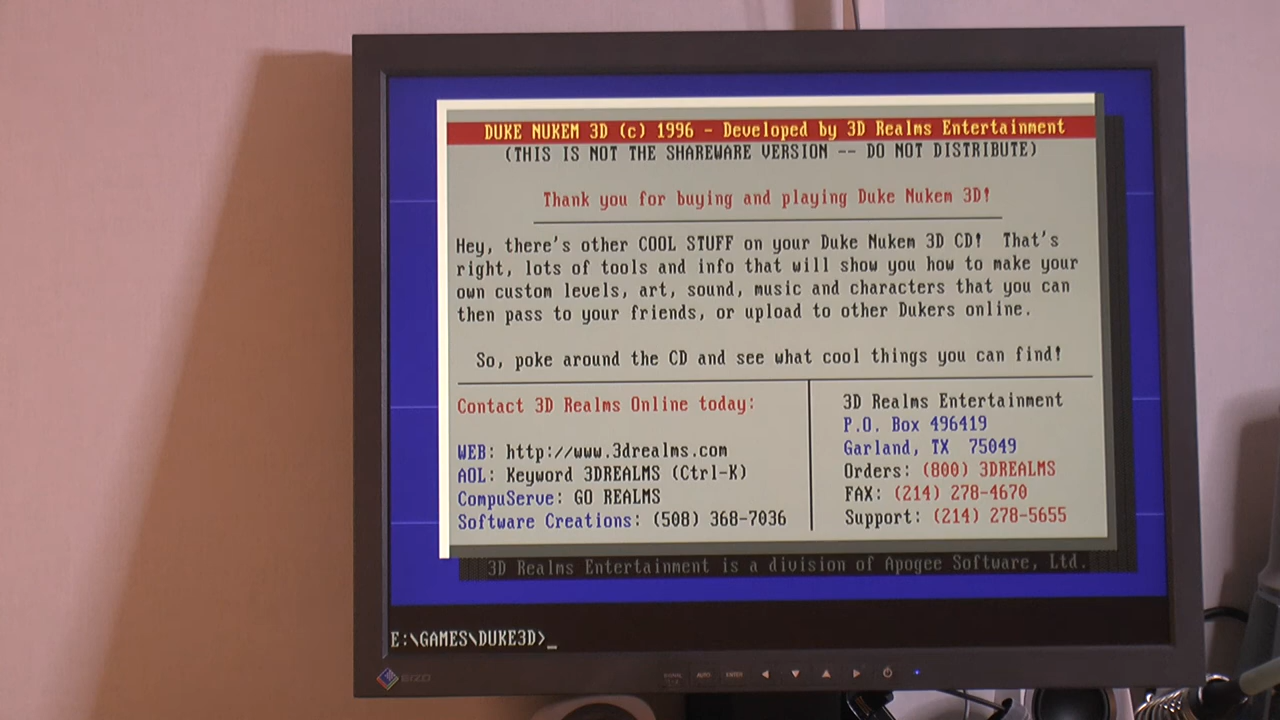 DUKE NUKEM 3D (c) 1996 - Developed by 3D Realms Entertainment
(THIS IS NOT THE SHAREWARE VERSION -- DO NOT DISTRIBUTE)
Thank you for buying and playing Duke Nukem 3D!
Hey, there's other COOL STUFF on your Duke Nukem 3D CD!  That's
right, lots of tools and info that will show you how to make your
own custom levels, art, sound, music and characters that you can
then pass to your friends, or upload to other Dukers online.
So, poke around the CD and see what cool things you can find!
Contact 3D Realms Online today:
WEB: http://www.3drealms.com
AOL: Keyword 3DREALMS (Ctrl-K)
CompuServe: GO REALMS
Software Creations: (508) 368-7036
3D Realms Entertainment
P.O. Box 496419
Garland, TX  75049
Orders: (800) 3DREALMS
FAX: (214) 278-4670
Support: (214) 278-5655
3D Realms Entertainment is a division of Apogee Software, Ltd.
E:\GAMES\DUKE3D>_
EIZO
AUTO
ENTER